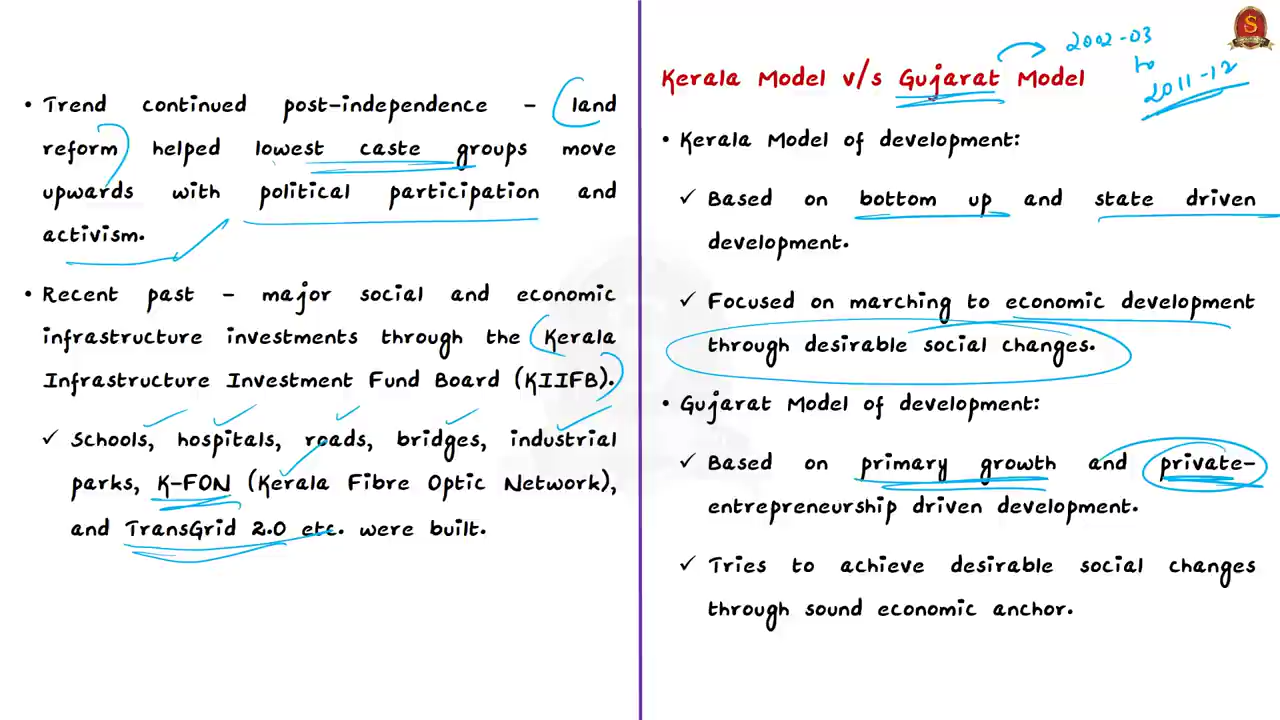 • Trend continued post-independence - land
reform helped lowest caste groups move
upwards with political participation and
activism.
• Recent past - major social and economic
infrastructure investments through the Kerala
Infrastructure Investment Fund Board (KIIFB).
✓ Schools, hospitals, roads, bridges, industrial
parks, K-FON (Kerala Fibre Optic Network),
and TransGrid 2.0 etc. were built.
2002-03
to
2011-12
Kerala Model v/s Gujarat Model
• Kerala Model of development:
✓ Based on bottom up and state driven
development.
✓ Focused on marching to economic development
through desirable social changes.
• Gujarat Model of development:
✓ Based on primary growth and private-
entrepreneurship driven development.
✓ Tries to achieve desirable social changes
through sound economic anchor.
S